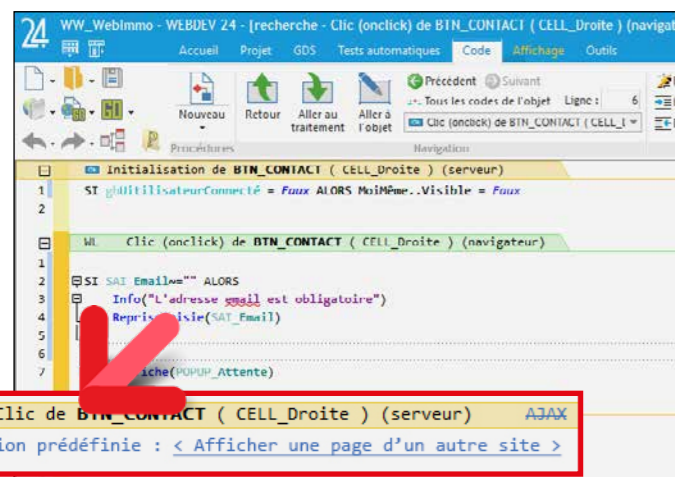 24 WW_WebImmo - WEBDEV 24 - [recherche - Clic (onclick) de BTN_CONTACT ( CELL_Droite ) (navigat
Accueil Projet GDS Tests automatiques Code Affichage Outils
Nouveau
Retour
Aller au traitement
Aller à l'objet
Procédures
Précédent Suivant
Tous les codes de l'objet Ligne : 6
Clic (onclick) de BTN_CONTACT ( CELL_
Navigation
Initialisation de BTN_CONTACT ( CELL_Droite ) (serveur)
1 SI gbUtilisateurConnecté = Faux ALORS MoiMême..Visible = Faux
2
WL Clic (onclick) de BTN_CONTACT ( CELL_Droite ) (navigateur)
1
2 SI SAI_Email~="" ALORS
3 Info("L'adresse email est obligatoire")
4 (SAI_Email)
5
6
7 iche(POPUP_Attente)
Clic de BTN_CONTACT ( CELL_Droite ) (serveur) AJAX
ion prédéfinie : < Afficher une page d’un autre site >